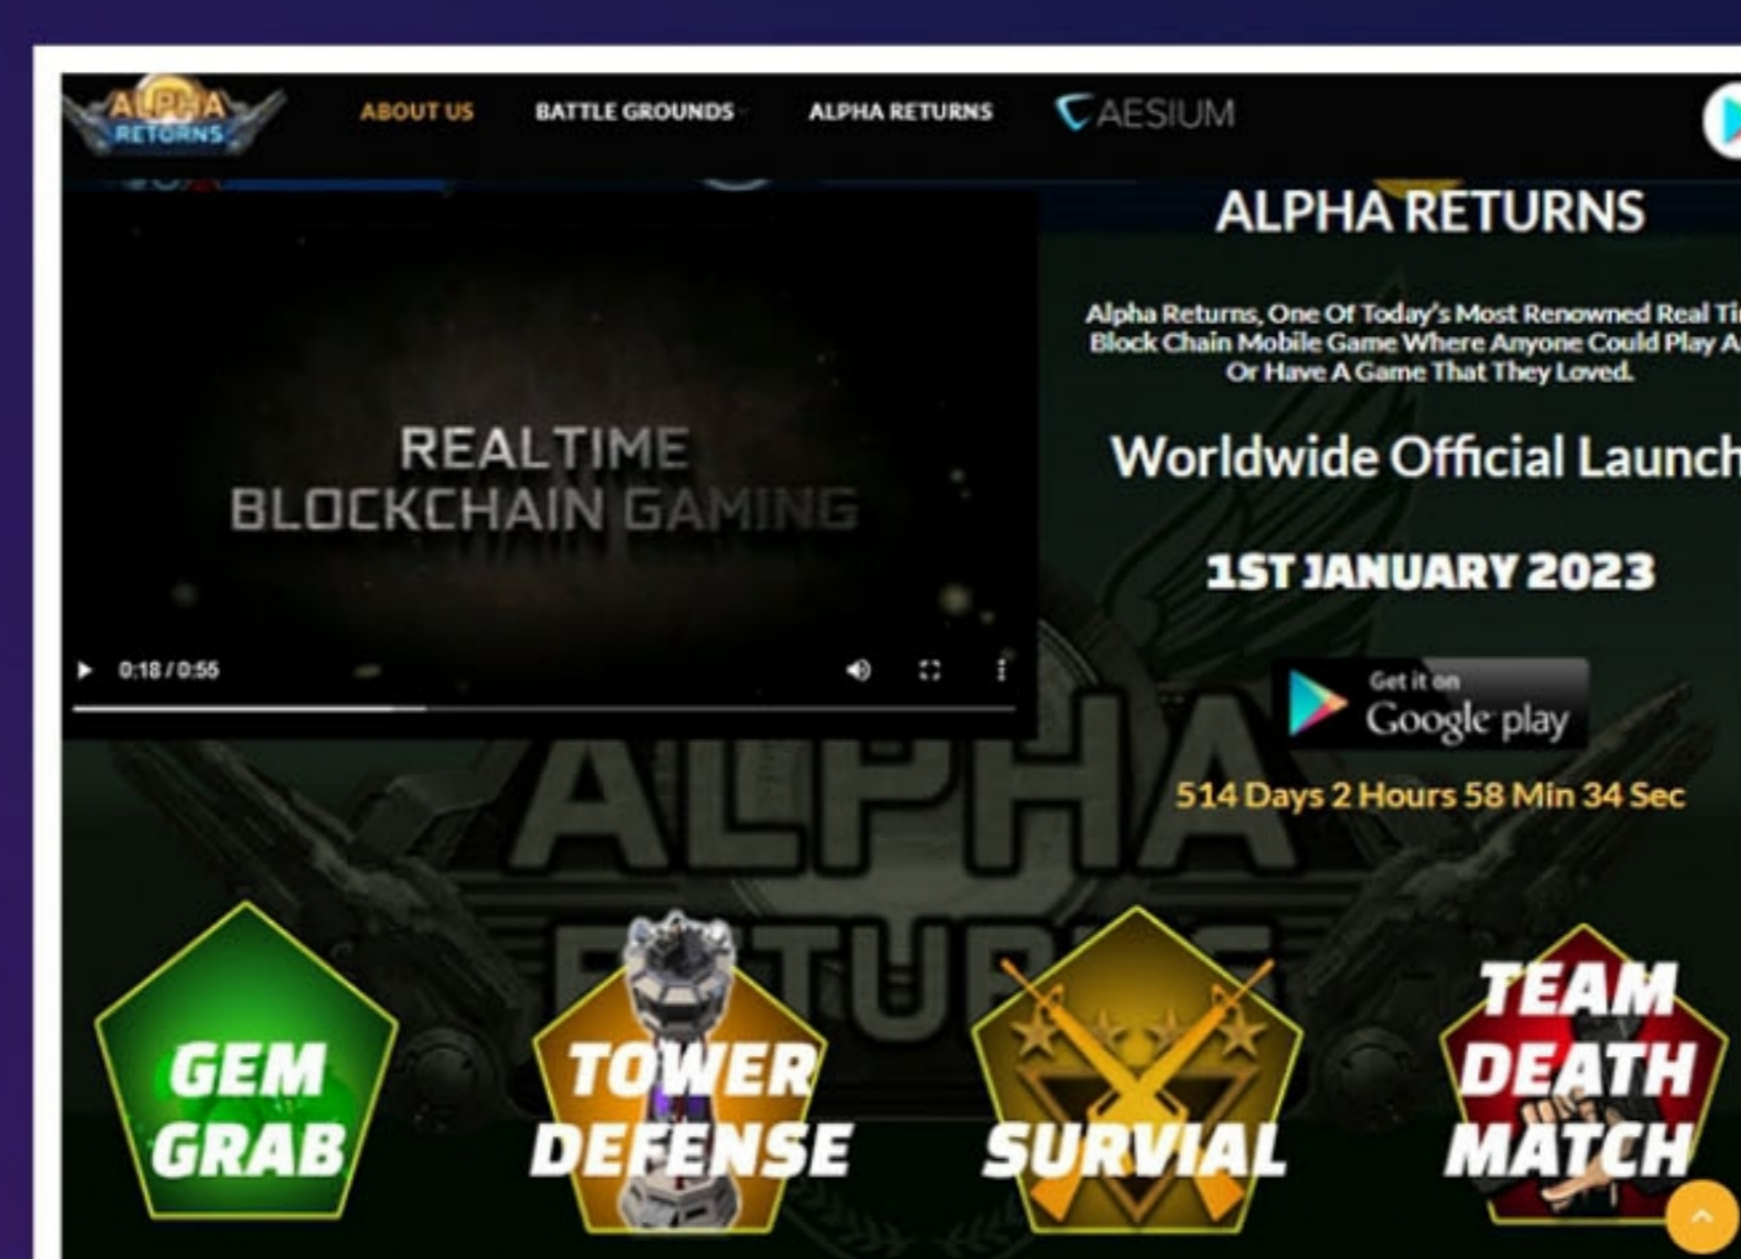 ALPHA
RETURNS
ABOUT US
BATTLE GROUNDS
ALPHA RETURNS
AESIUM
ALPHA RETURNS
Alpha Returns, One Of Today's Most Renowned Real
Block Chain Mobile Game Where Anyone Could Play
Or Have A Game That They Loved.
Worldwide Official Launch
1ST JANUARY 2023
Get it on
Google play
514 Days 2 Hours 58 Min 34 Sec
REALTIME
BLOCKCHAIN GAMING
0:18 / 0:55
ALPHA
RETURNS
GEM
GRAB
TOWER
DEFENSE
SURVIAL
TEAM
DEATH
MATCH